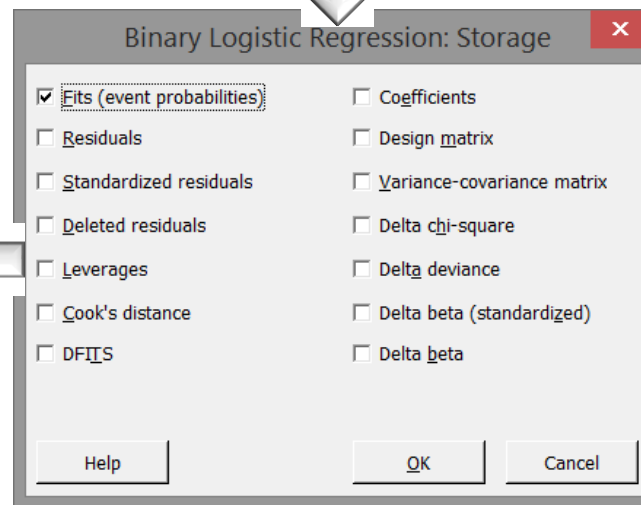 Binary Logistic Regression: Storage
Fits (event probabilities)
Coefficients
Residuals
Design matrix
Standardized residuals
Variance-covariance matrix
Deleted residuals
Delta chi-square
Leverages
Delta deviance
Cook's distance
Delta beta (standardized)
DFITS
Delta beta
Help
OK
Cancel